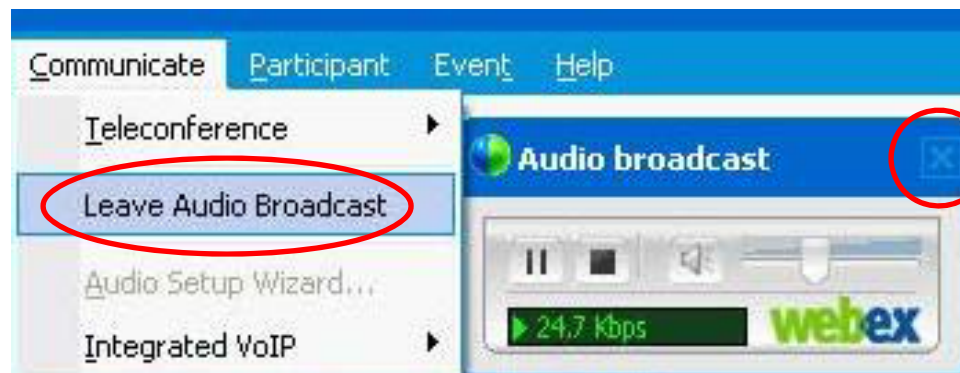 Communicate Participant Event Help
Teleconference
Leave Audio Broadcast
Audio Setup Wizard...
Integrated VoIP
Audio broadcast
24.7 Kbps
webex